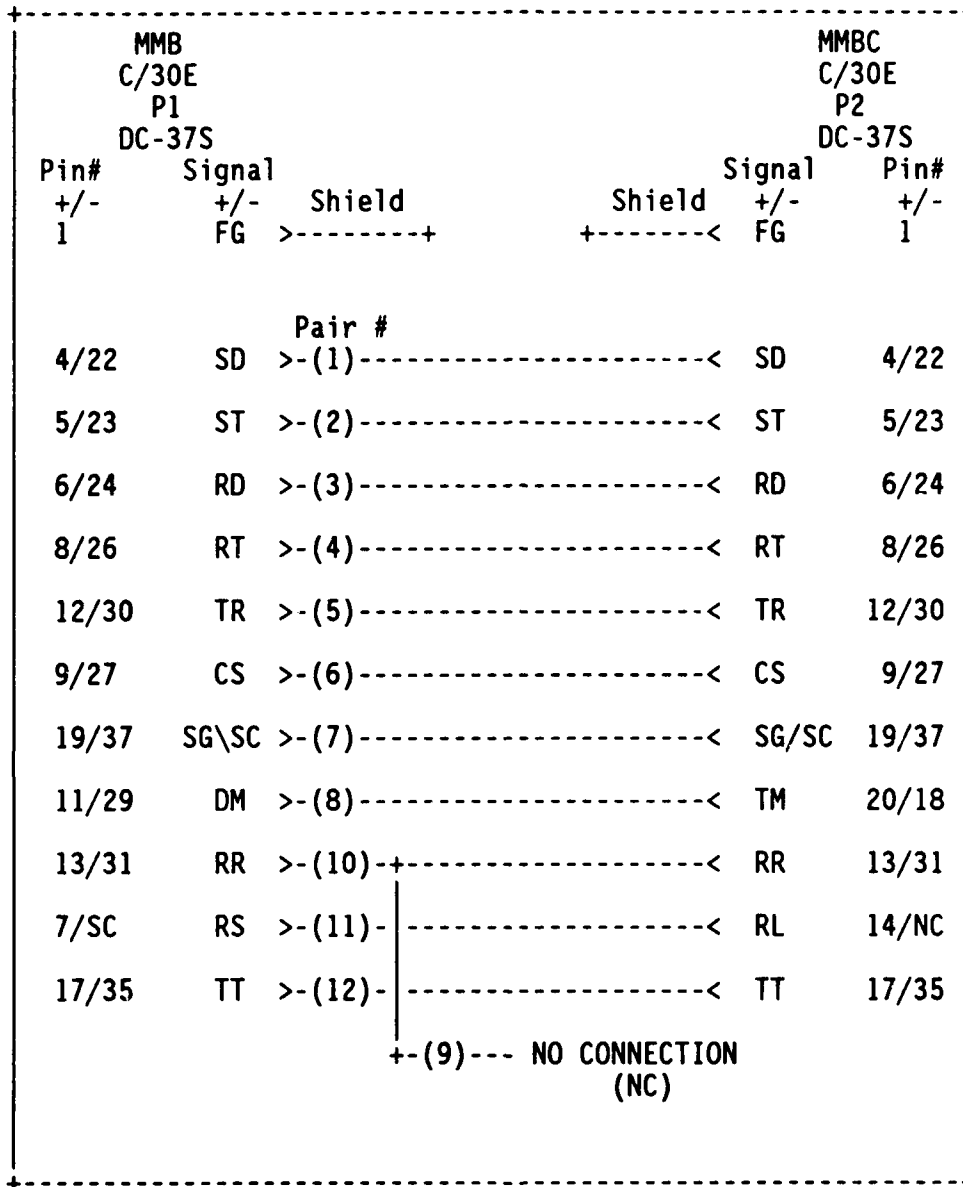 MMB MMBC
C/30E C/30E
P1 P2
DC-37S DC-37S
Pin# Signal Signal Pin#
+/- +/- Shield Shield +/- +/-
1 FG >--------+ +-------< FG 1
Pair #
4/22 SD >-(1)----------------------< SD 4/22
5/23 ST >-(2)----------------------< ST 5/23
6/24 RD >-(3)----------------------< RD 6/24
8/26 RT >-(4)----------------------< RT 8/26
12/30 TR >-(5)----------------------< TR 12/30
9/27 CS >-(6)----------------------< CS 9/27
19/37 SG\SC >-(7)----------------------< SG/SC 19/37
11/29 DM >-(8)----------------------< TM 20/18
13/31 RR >-(10)-+-------------------< RR 13/31
7/SC RS >-(11)-|-------------------< RL 14/NC
17/35 TT >-(12)-|-------------------< TT 17/35
+-(9)--- NO CONNECTION
(NC)